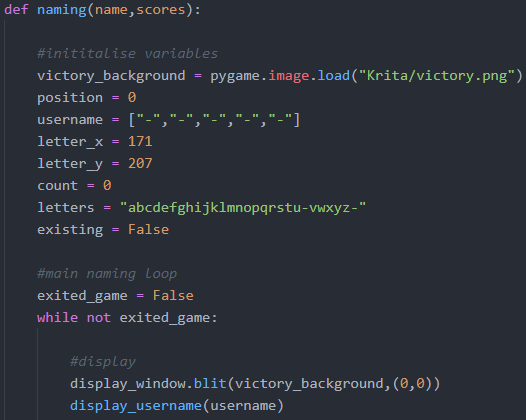 def naming(name,scores):
#inititalise variables
victory_background = pygame.image.load("Krita/victory.png")
position = 0
username = ["-","-","-","-","-"]
letter_x = 171
letter_y = 207
count = 0
letters = "abcdefghijklmnopqrstu-vwxyz-"
existing = False
#main naming loop
exited_game = False
while not exited_game:
#display
display_window.blit(victory_background,(0,0))
display_username(username)